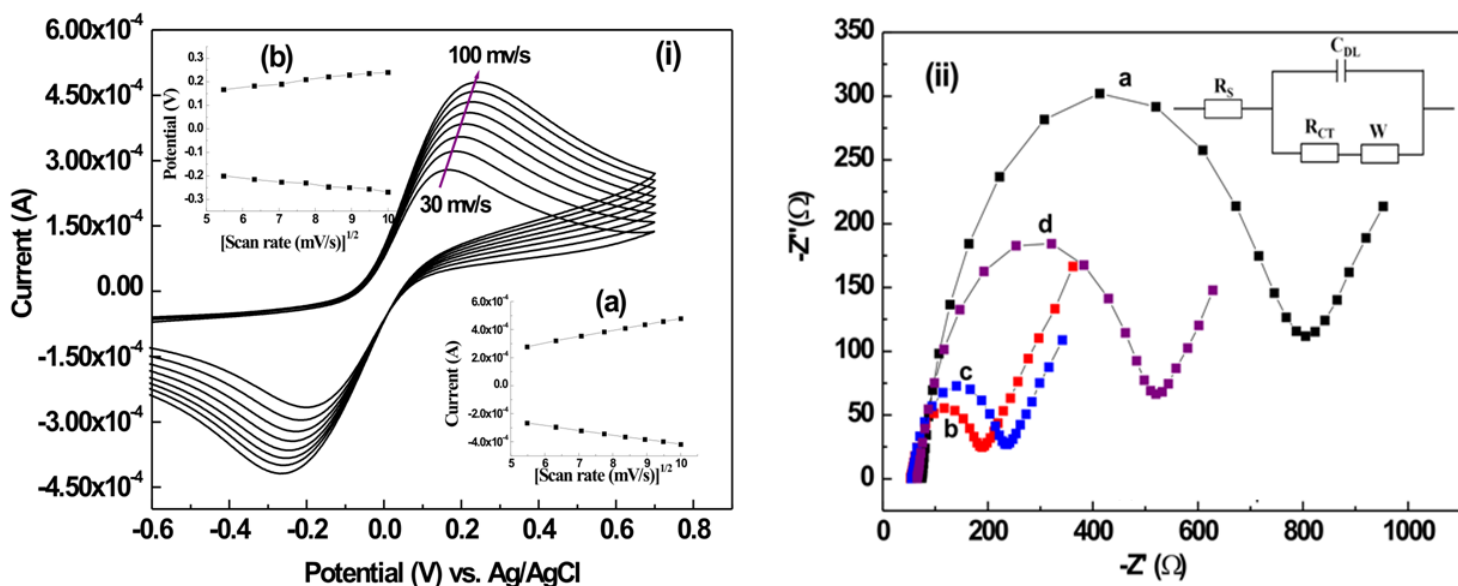 (i)
Current (A)
6.00x10⁻⁴
4.50x10⁻⁴
3.00x10⁻⁴
1.50x10⁻⁴
0.00
-1.50x10⁻⁴
-3.00x10⁻⁴
-4.50x10⁻⁴
-0.6 -0.4 -0.2 0.0 0.2 0.4 0.6 0.8
Potential (V) vs. Ag/AgCl
100 mv/s
30 mv/s
(b)
Potential (V)
0.3
0.2
0.1
0.0
-0.1
-0.2
-0.3
5 6 7 8 9 10
[Scan rate (mV/s)]¹/²
(a)
Current (A)
6.0x10⁻⁴
4.0x10⁻⁴
2.0x10⁻⁴
0.0
-2.0x10⁻⁴
-4.0x10⁻⁴
5 6 7 8 9 10
[Scan rate (mV/s)]¹/²
(ii)
-Z''(Ω)
350
300
250
200
150
100
50
0
0 200 400 600 800 1000
-Z' (Ω)
a
d
c
b
C_DL
R_S
R_CT W